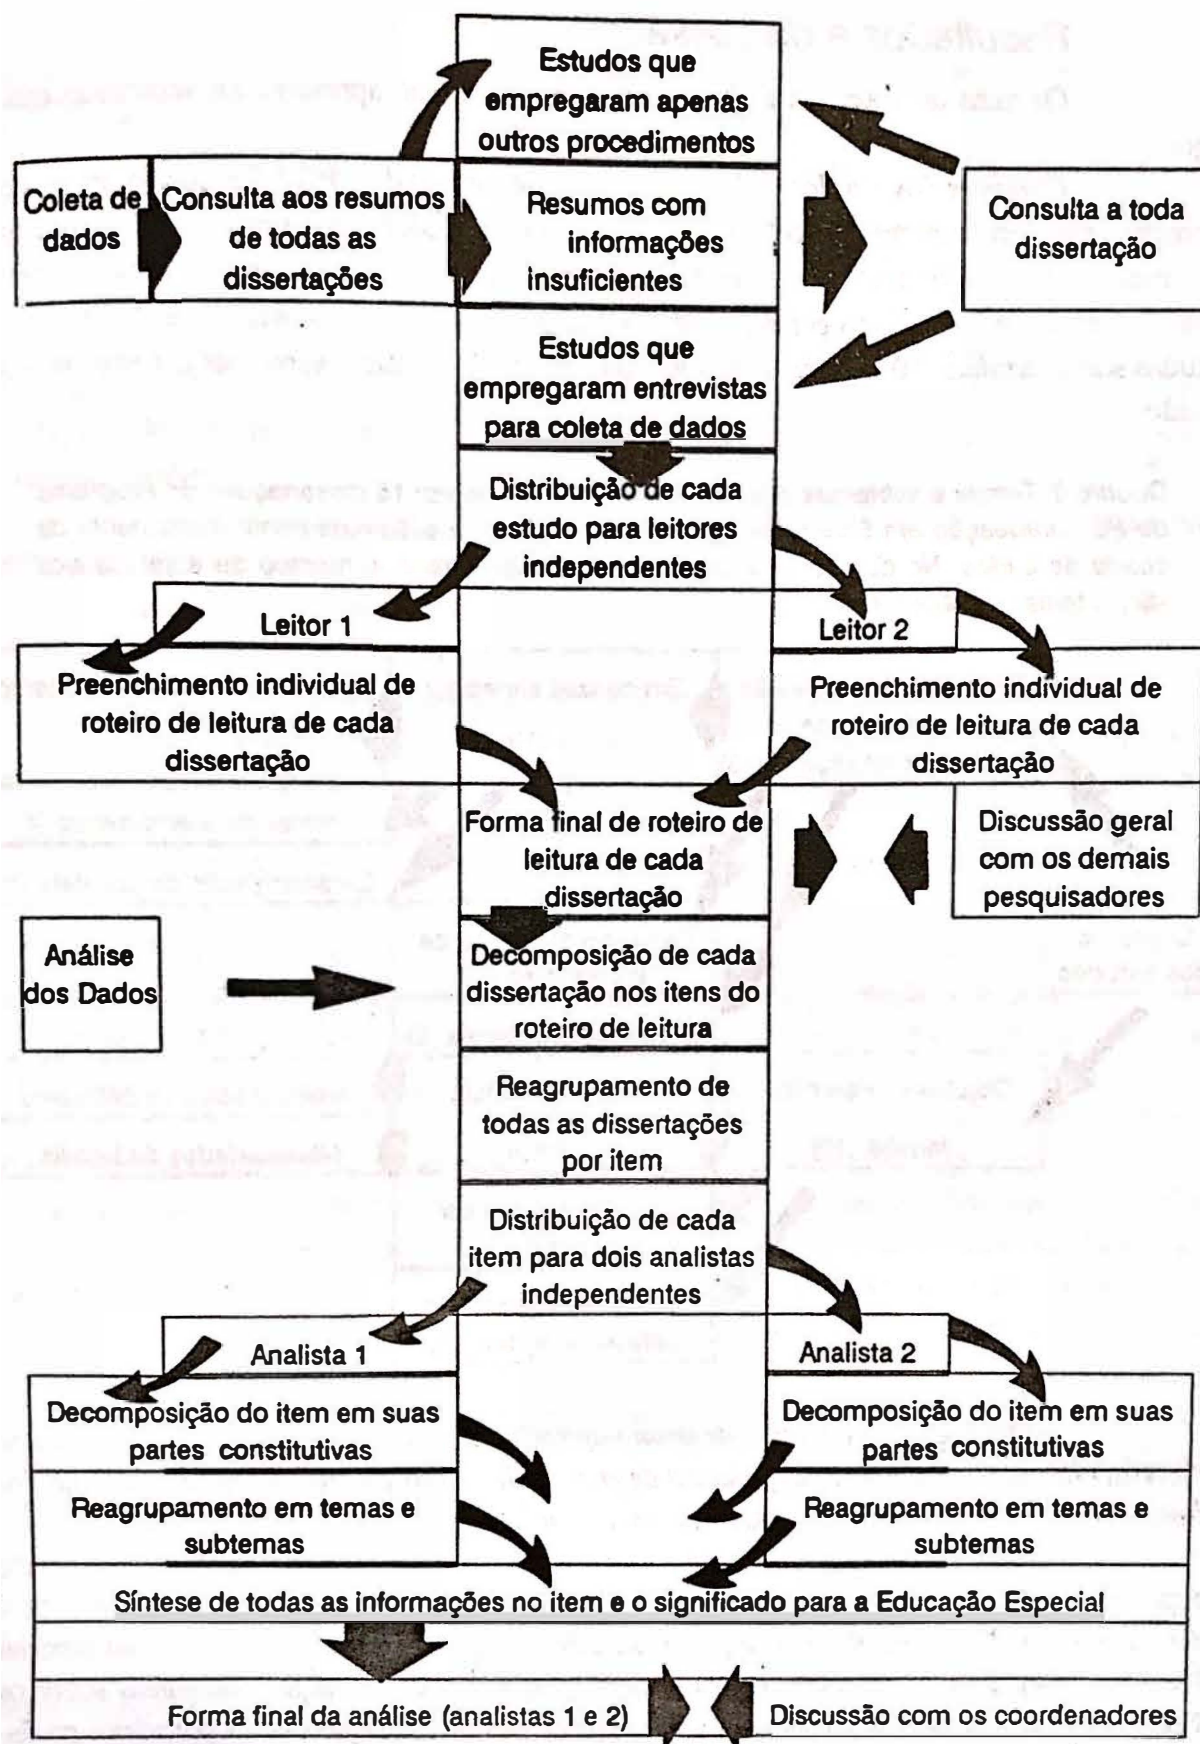 Estudos que
empregaram apenas
outros procedimentos
Coleta de
dados
Consulta aos resumos
de todas as
dissertações
Resumos com
informações
insuficientes
Consulta a toda
dissertação
Estudos que
empregaram entrevistas
para coleta de dados
Distribuição de cada
estudo para leitores
independentes
Leitor 1
Leitor 2
Preenchimento individual de
roteiro de leitura de cada
dissertação
Preenchimento individual de
roteiro de leitura de cada
dissertação
Forma final de roteiro de
leitura de cada
dissertação
Discussão geral
com os demais
pesquisadores
Análise
dos Dados
Decomposição de cada
dissertação nos itens do
roteiro de leitura
Reagrupamento de
todas as dissertações
por item
Distribuição de cada
item para dois analistas
independentes
Analista 1
Analista 2
Decomposição do item em suas
partes constitutivas
Decomposição do item em suas
partes constitutivas
Reagrupamento em temas e
subtemas
Reagrupamento em temas e
subtemas
Síntese de todas as informações no item e o significado para a Educação Especial
Forma final da análise (analistas 1 e 2)
Discussão com os coordenadores